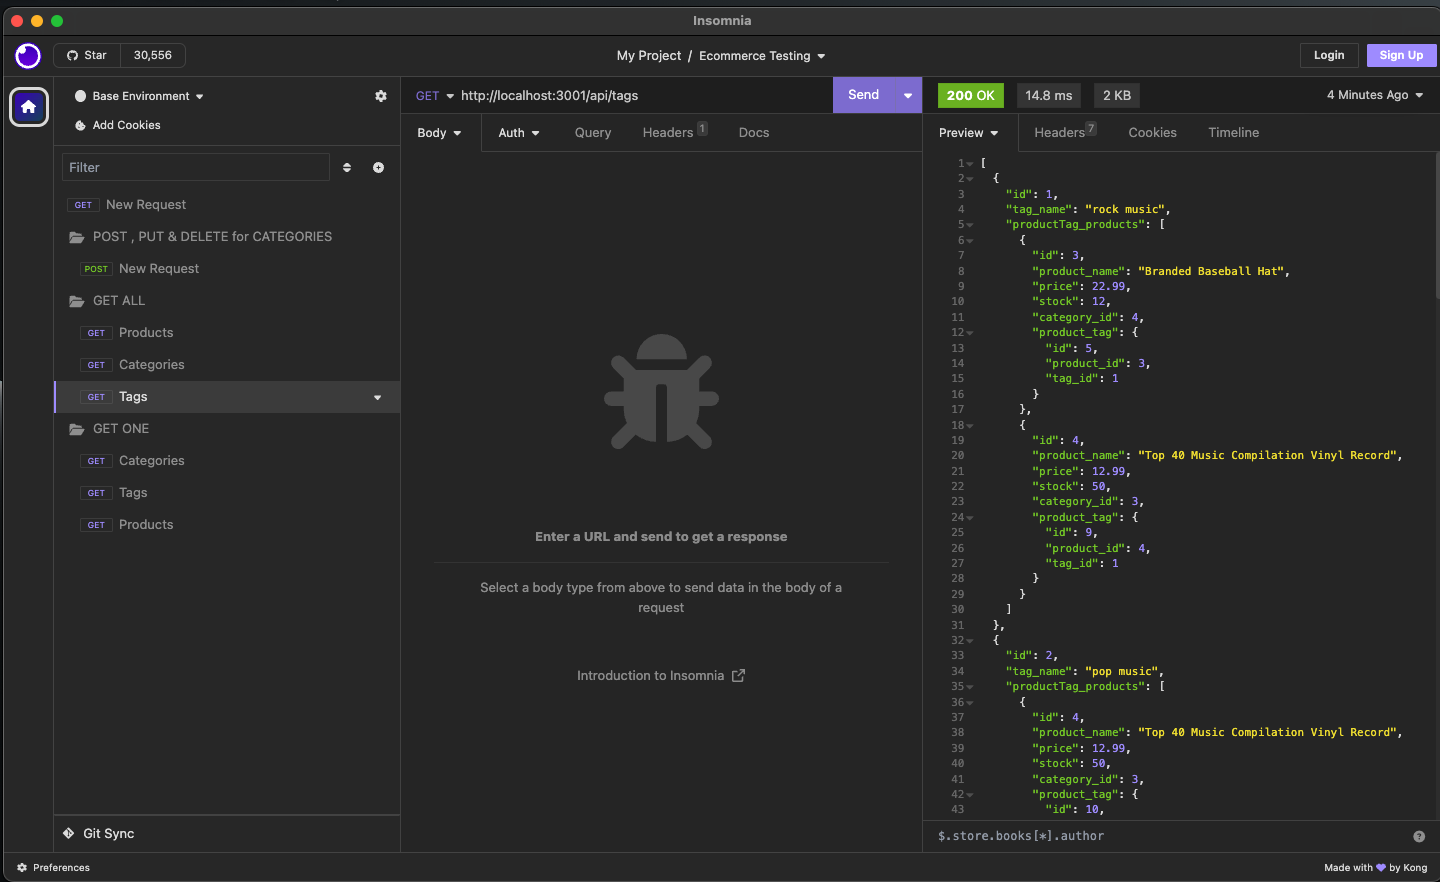 Insomnia
Star 30,556
My Project / Ecommerce Testing
Login Sign Up
Base Environment
Add Cookies
Filter
GET New Request
POST , PUT & DELETE for CATEGORIES
POST New Request
GET ALL
GET Products
GET Categories
GET Tags
GET ONE
GET Categories
GET Tags
GET Products
Git Sync
Preferences
GET http://localhost:3001/api/tags Send
Body Auth Query Headers 1 Docs
Enter a URL and send to get a response
Select a body type from above to send data in the body of a
request
Introduction to Insomnia
200 OK 14.8 ms 2 KB 4 Minutes Ago
Preview Headers 7 Cookies Timeline
1 [
2 {
3 "id": 1,
4 "tag_name": "rock music",
5 "productTag_products": [
6 {
7 "id": 3,
8 "product_name": "Branded Baseball Hat",
9 "price": 22.99,
10 "stock": 12,
11 "category_id": 4,
12 "product_tag": {
13 "id": 5,
14 "product_id": 3,
15 "tag_id": 1
16 }
17 },
18 {
19 "id": 4,
20 "product_name": "Top 40 Music Compilation Vinyl Record",
21 "price": 12.99,
22 "stock": 50,
23 "category_id": 3,
24 "product_tag": {
25 "id": 9,
26 "product_id": 4,
27 "tag_id": 1
28 }
29 }
30 ]
31 },
32 {
33 "id": 2,
34 "tag_name": "pop music",
35 "productTag_products": [
36 {
37 "id": 4,
38 "product_name": "Top 40 Music Compilation Vinyl Record",
39 "price": 12.99,
40 "stock": 50,
41 "category_id": 3,
42 "product_tag": {
43 "id": 10,
$.store.books[*].author ?
Made with by Kong